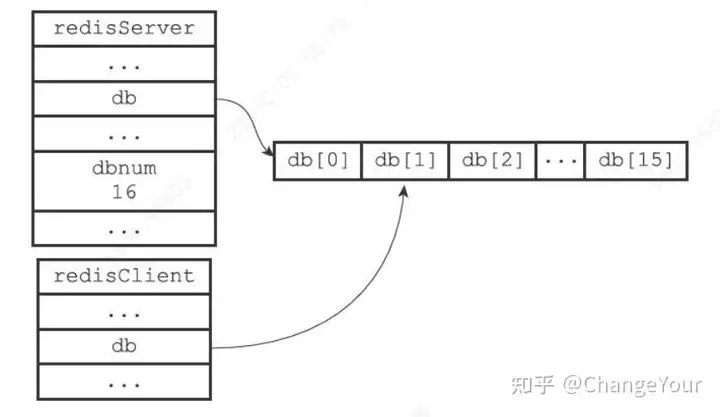 redisServer
...
db
...
dbnum
16
...
db[0] db[1] db[2] ... db[15]
redisClient
...
db
...
知乎 @ChangeYour